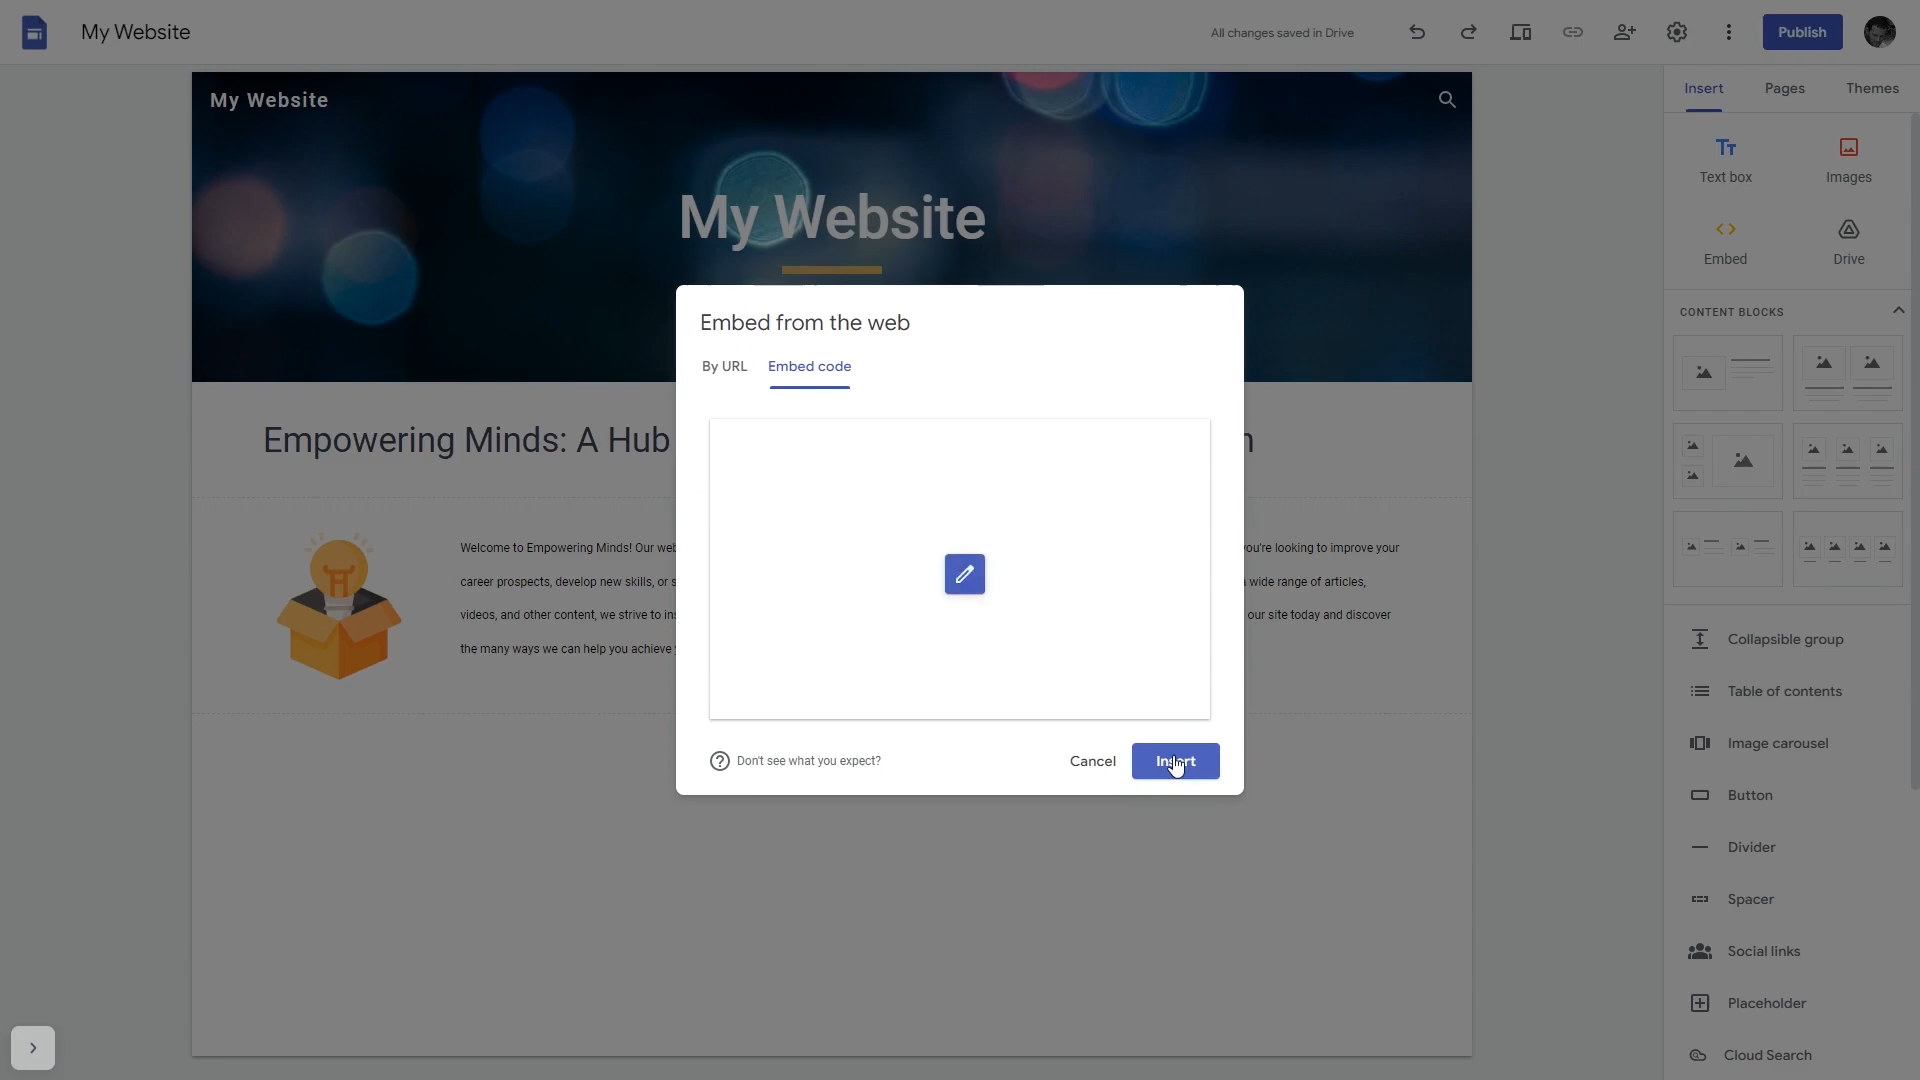 My Website
All changes saved in Drive
Publish
My Website
My Website
Insert
Pages
Themes
Text box
Images
Embed
Drive
CONTENT BLOCKS
Embed from the web
By URL
Embed code
Empowering Minds: A Hub
Welcome to Empowering Minds! Our
you're looking to improve your
career prospects, develop new skills, or
wide range of articles,
videos, and other content, we strive to
our site today and discover
the many ways we can help you achieve
Don't see what you expect?
Cancel
Insert
Collapsible group
Table of contents
Image carousel
Button
Divider
Spacer
Social links
Placeholder
Cloud Search